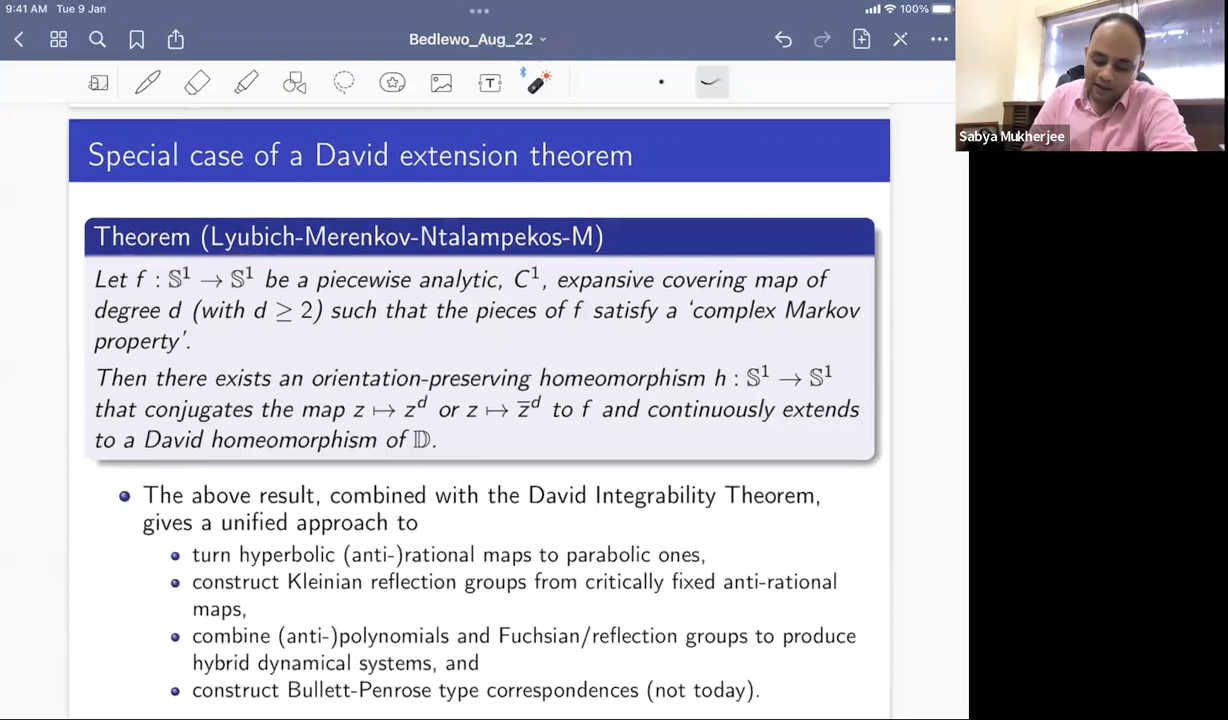 9:41 AM Tue 9 Jan
100%
Bedlewo_Aug_22
T
Sabya Mukherjee
Special case of a David extension theorem
Theorem (Lyubich-Merenkov-Ntalampekos-M)
Let f : 𝕊¹ → 𝕊¹ be a piecewise analytic, C¹, expansive covering map of
degree d (with d ≥ 2) such that the pieces of f satisfy a ‘complex Markov
property’.
Then there exists an orientation-preserving homeomorphism h : 𝕊¹ → 𝕊¹
that conjugates the map z ↦ zᵈ or z ↦ z̅ᵈ to f and continuously extends
to a David homeomorphism of 𝔻.
The above result, combined with the David Integrability Theorem,
gives a unified approach to
turn hyperbolic (anti-)rational maps to parabolic ones,
construct Kleinian reflection groups from critically fixed anti-rational
maps,
combine (anti-)polynomials and Fuchsian/reflection groups to produce
hybrid dynamical systems, and
construct Bullett-Penrose type correspondences (not today).